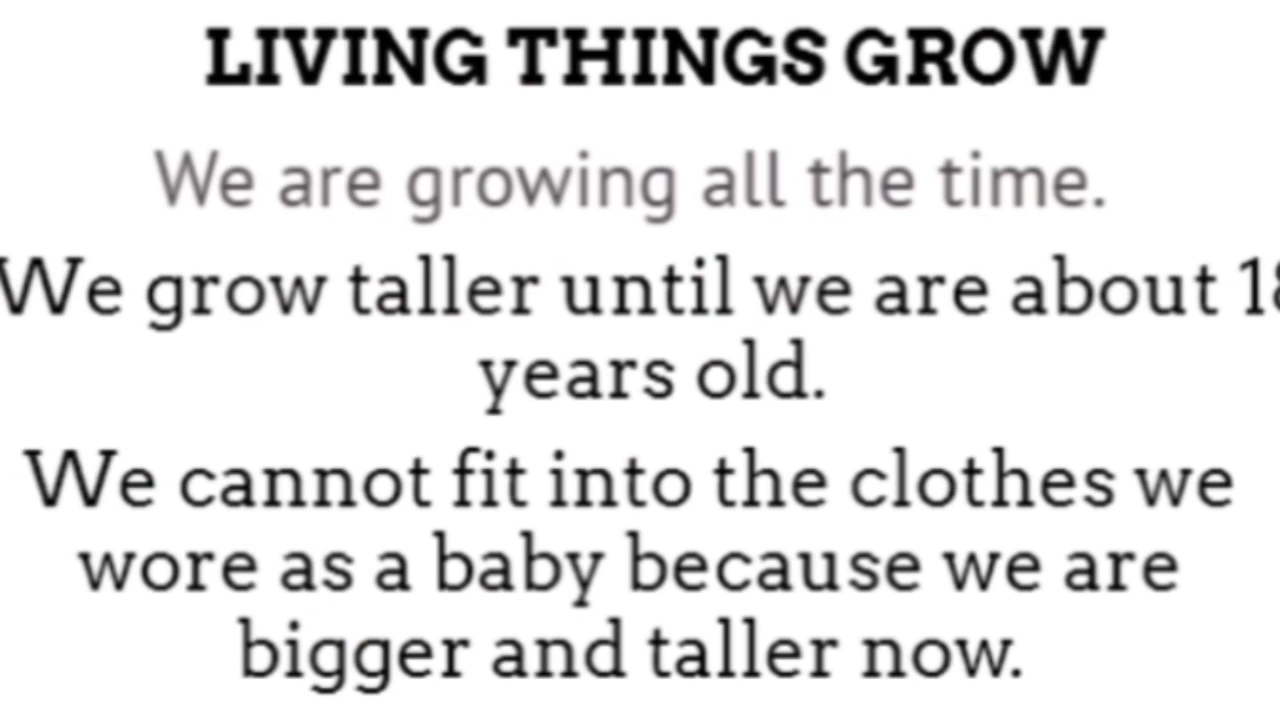 LIVING THINGS GROW
We are growing all the time.
We grow taller until we are about 18
years old.
We cannot fit into the clothes we
wore as a baby because we are
bigger and taller now.